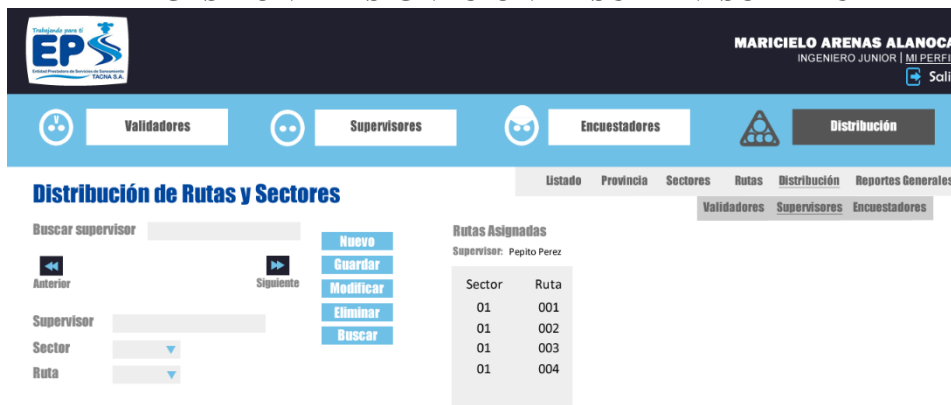 Trabajando para ti
EPS
Entidad Prestadora de Servicios de Saneamiento
TACNA S.A.
MARICIELO ARENAS ALANOCA
INGENIERO JUNIOR | MI PERFI
Sali
Validadores
Supervisores
Encuestadores
Distribución
Listado Provincia Sectores Rutas Distribución Reportes Generales
Validadores Supervisores Encuestadores
Distribución de Rutas y Sectores
Buscar supervisor
Anterior
Siguiente
Supervisor
Sector
Ruta
Nuevo
Guardar
Modificar
Eliminar
Buscar
Rutas Asignadas
Supervisor: Pepito Perez
Sector Ruta
01 001
01 002
01 003
01 004